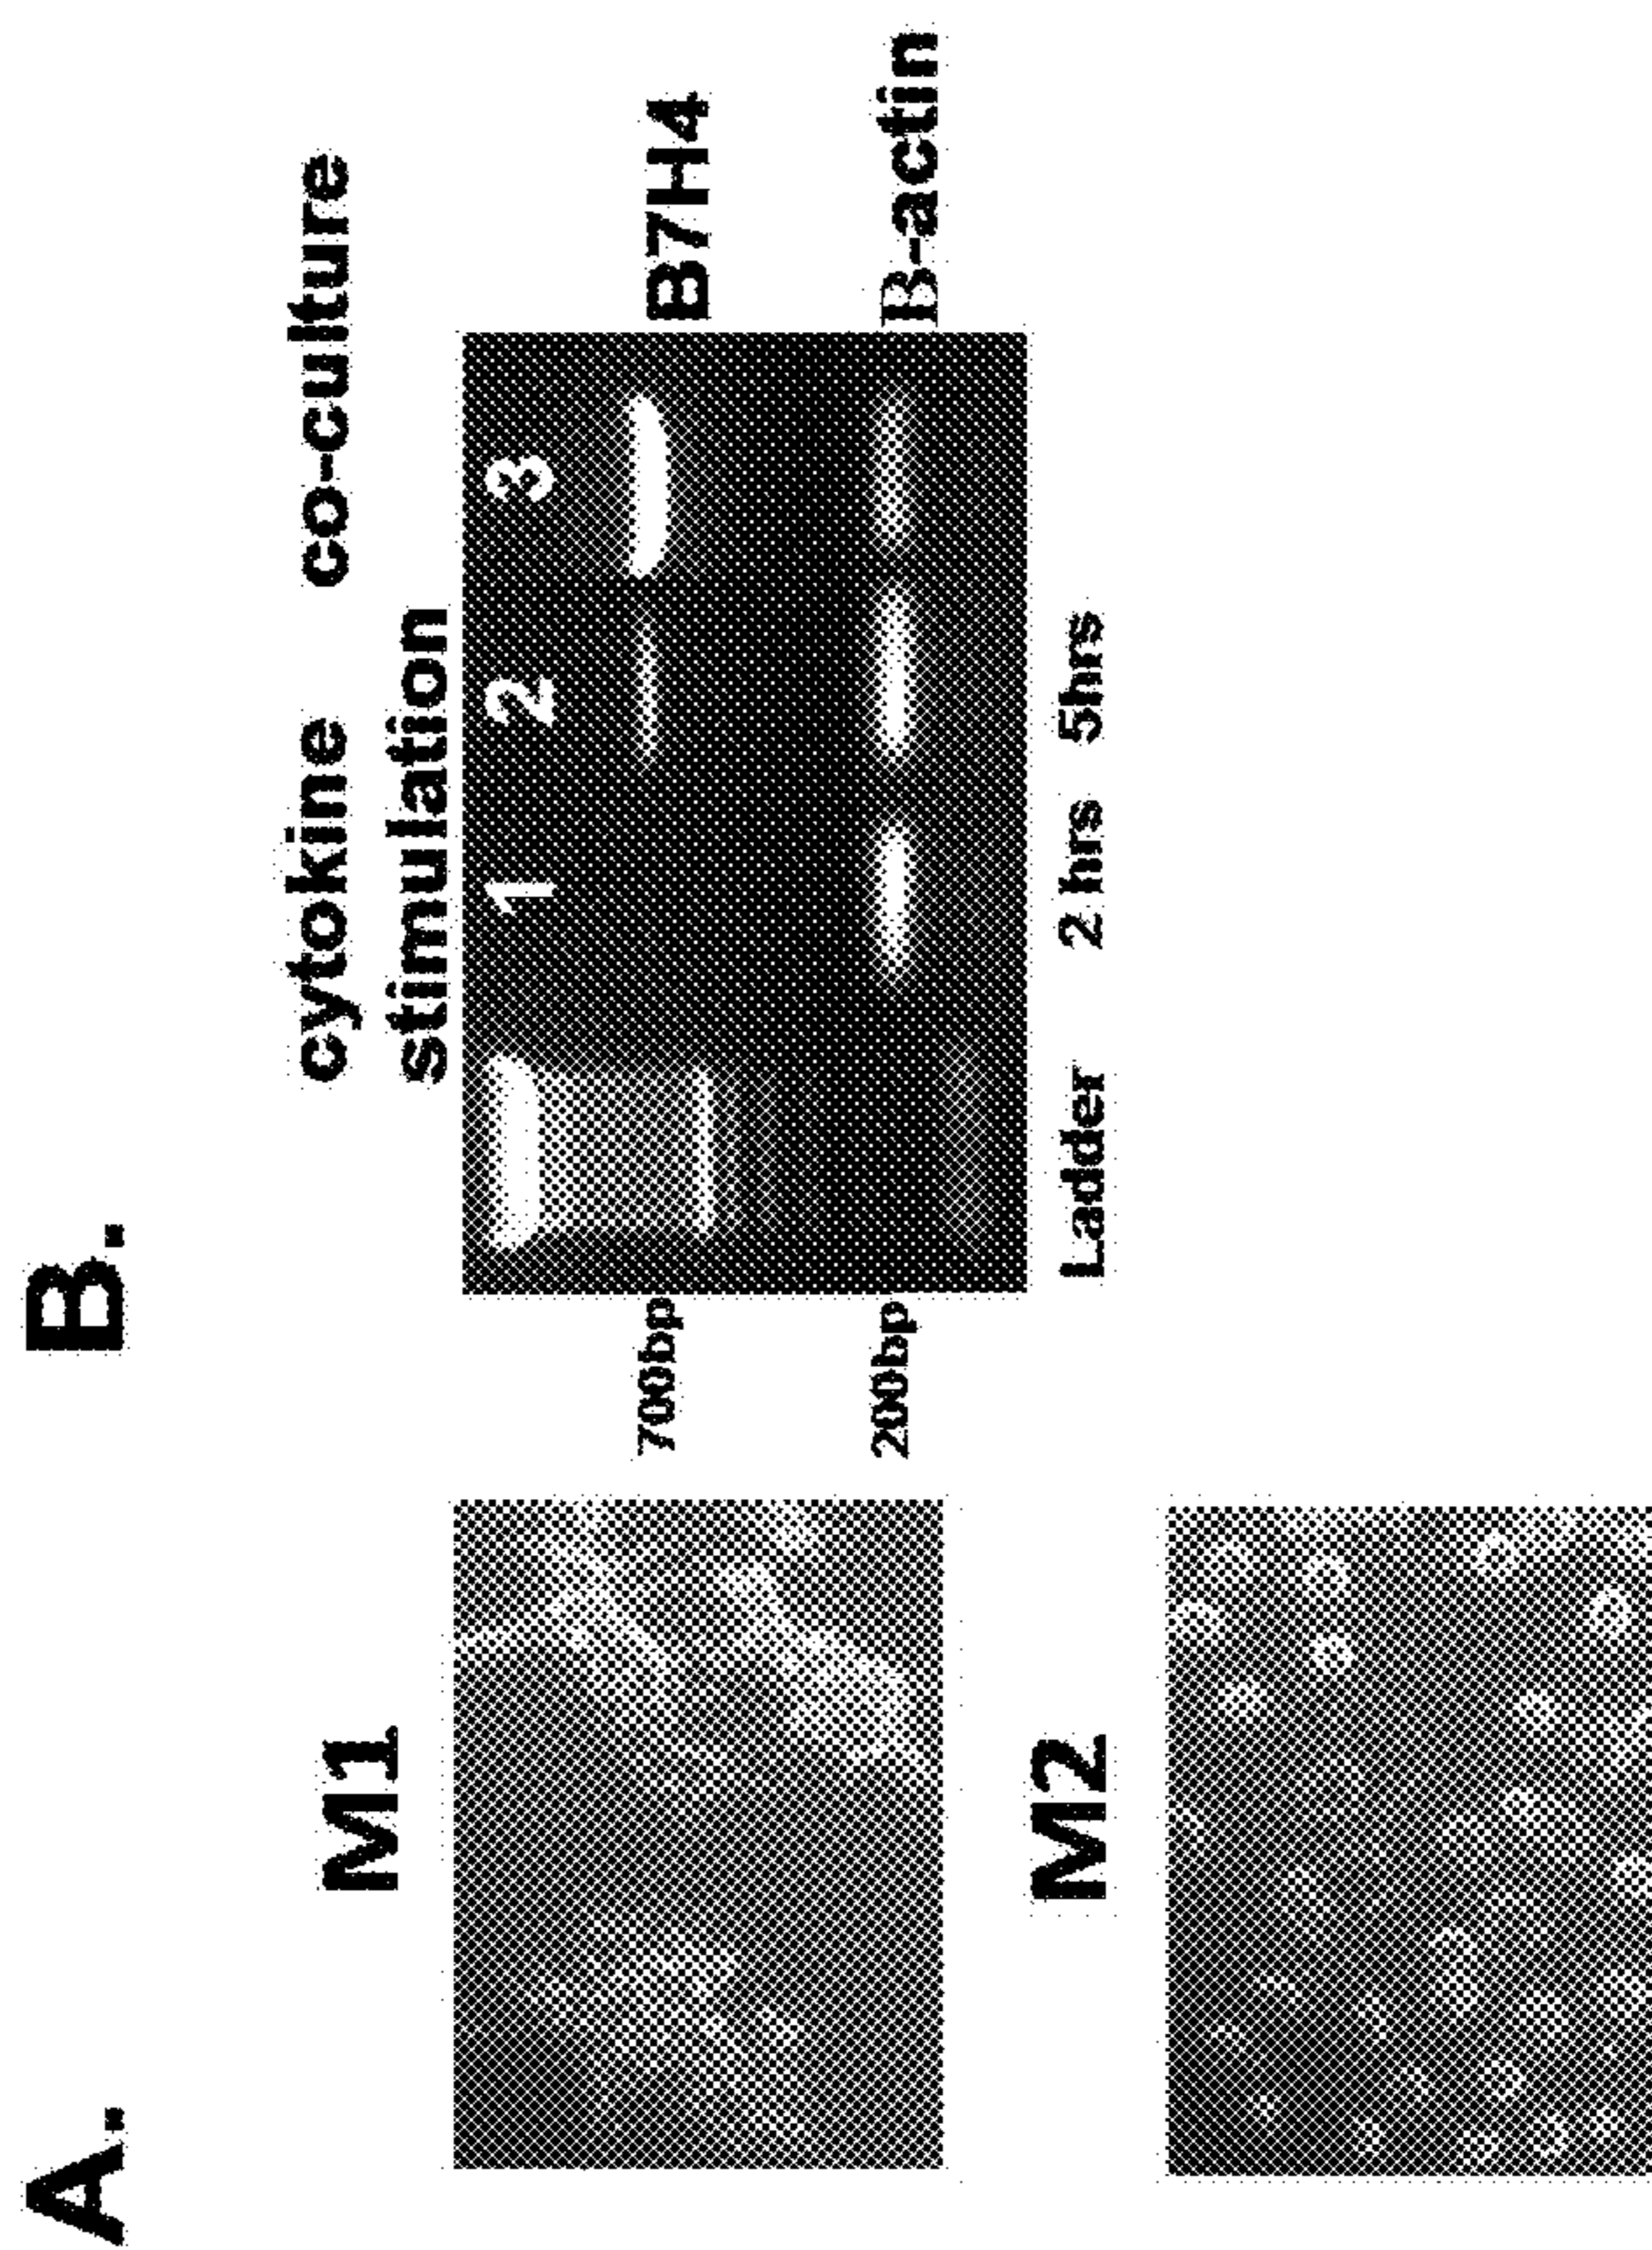 A.
B.
M1
M2
cytokine co-culture
stimulation
1 2 3
700bp
200bp
B7H4
B-actin
Ladder 2 hrs 5hrs